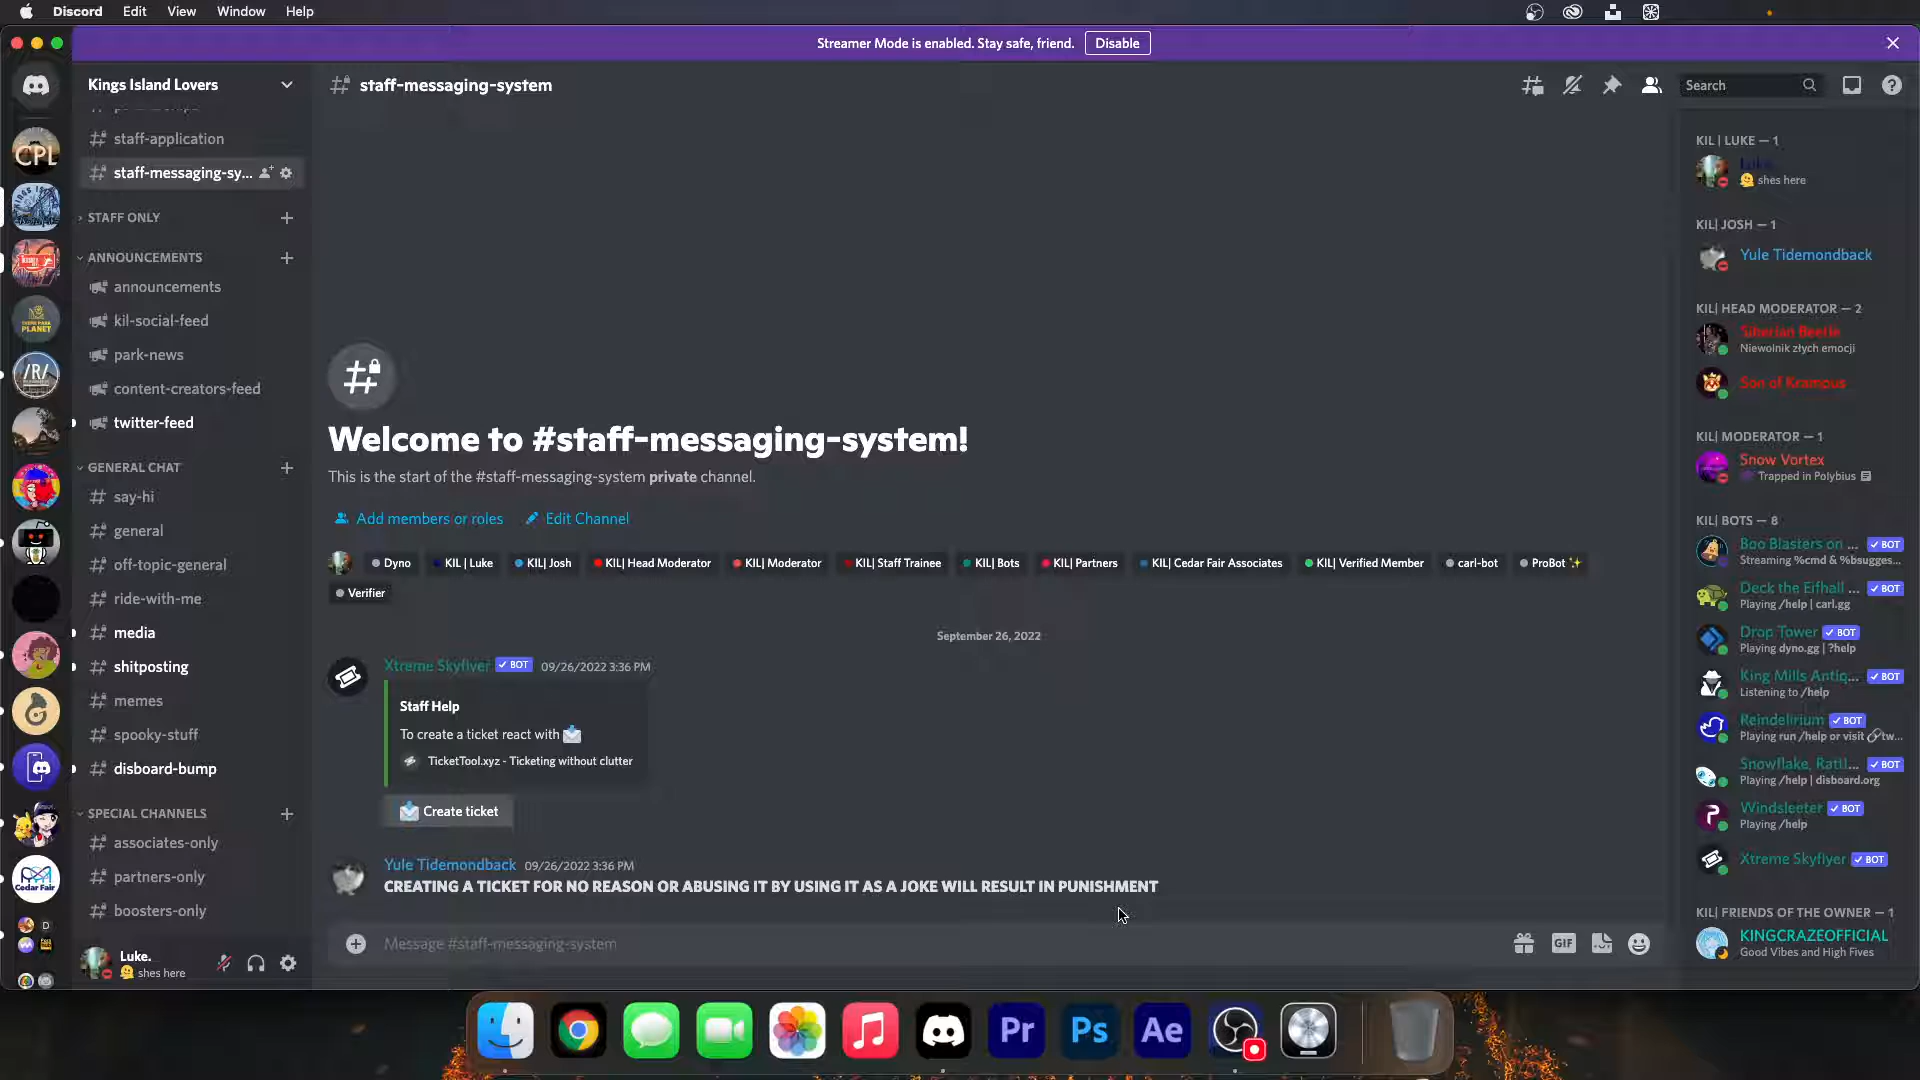 Discord Edit View Window Help
Streamer Mode is enabled. Stay safe, friend. Disable
Kings Island Lovers
staff-messaging-system
Search
CPL
staff-application
staff-messaging-sy...
STAFF ONLY
ANNOUNCEMENTS
announcements
kil-social-feed
park-news
content-creators-feed
twitter-feed
GENERAL CHAT
say-hi
general
off-topic-general
ride-with-me
media
shitposting
memes
spooky-stuff
disboard-bump
SPECIAL CHANNELS
associates-only
partners-only
boosters-only
/R/
Cedar Fair
D
Luke.
shes here
Welcome to #staff-messaging-system!
This is the start of the #staff-messaging-system private channel.
Add members or roles Edit Channel
Dyno KIL| Luke KIL| Josh KIL| Head Moderator KIL| Moderator KIL| Staff Trainee KIL| Bots KIL| Partners KIL| Cedar Fair Associates KIL| Verified Member carl-bot ProBot ✨
Verifier
September 26, 2022
Xtreme Skyflyer BOT 09/26/2022 3:36 PM
Staff Help
To create a ticket react with 📩
TicketTool.xyz - Ticketing without clutter
Create ticket
Yule Tidemondback 09/26/2022 3:36 PM
CREATING A TICKET FOR NO REASON OR ABUSING IT BY USING IT AS A JOKE WILL RESULT IN PUNISHMENT
Message #staff-messaging-system
GIF
KIL| LUKE — 1
Luke.
shes here
KIL| JOSH — 1
Yule Tidemondback
KIL| HEAD MODERATOR — 2
Siberian Beetle
Niewolnik złych emocji
Son of Krampus
KIL| MODERATOR — 1
Snow Vortex
Trapped in Polybius
KIL| BOTS — 8
Boo Blasters on ... BOT
Streaming %cmd & %bsugges...
Deck the Eifhall ... BOT
Playing /help | carl.gg
Drop Tower BOT
Playing dyno.gg | ?help
King Mills Antiq... BOT
Listening to /help
Reindelirium BOT
Playing run /help or visit 🔗tw...
Snowflake, Rattl... BOT
Playing /help | disboard.org
Windsleeter BOT
Playing /help
Xtreme Skyflyer BOT
KIL| FRIENDS OF THE OWNER — 1
KINGCRAZEOFFICIAL
Good Vibes and High Fives
Pr Ps Ae